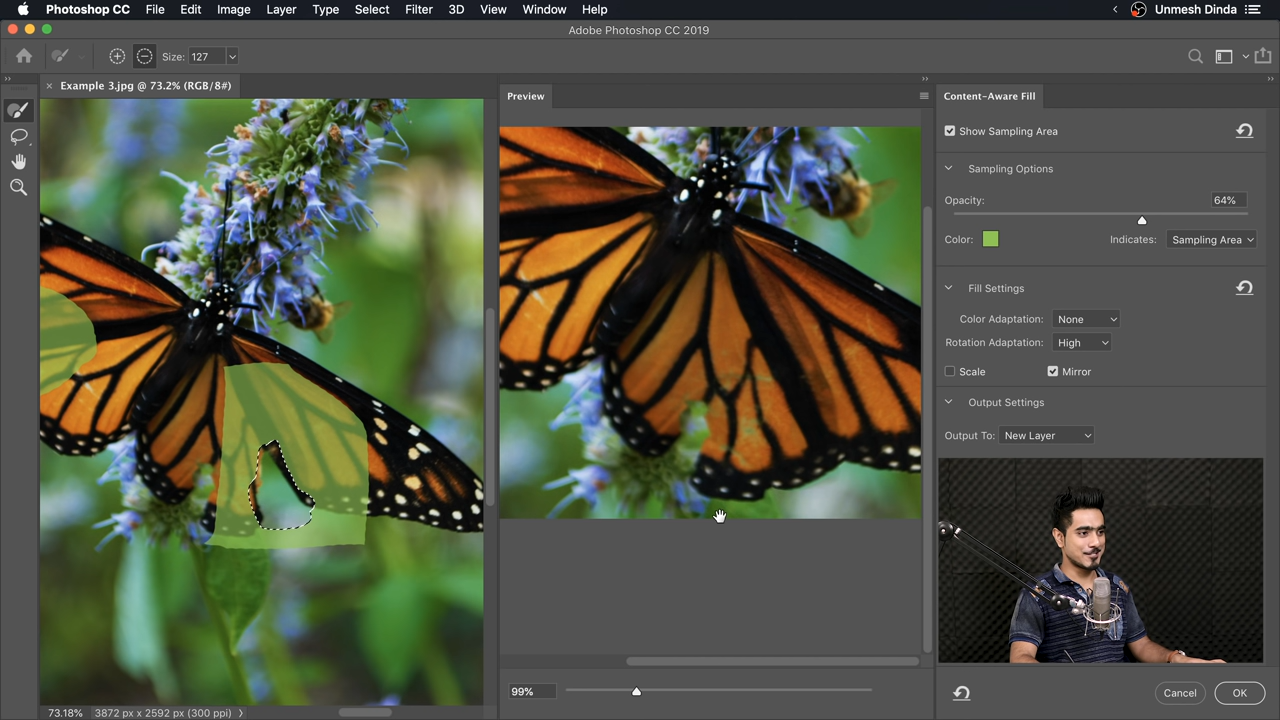 Photoshop CC File Edit Image Layer Type Select Filter 3D View Window Help Unmesh Dinda
Adobe Photoshop CC 2019
Size: 127
× Example 3.jpg @ 73.2% (RGB/8#)
Preview
Content-Aware Fill
Show Sampling Area
Sampling Options
Opacity: 64%
Color: Indicates: Sampling Area
Fill Settings
Color Adaptation: None
Rotation Adaptation: High
Scale Mirror
Output Settings
Output To: New Layer
99%
Cancel OK
73.18% 3872 px x 2592 px (300 ppi)